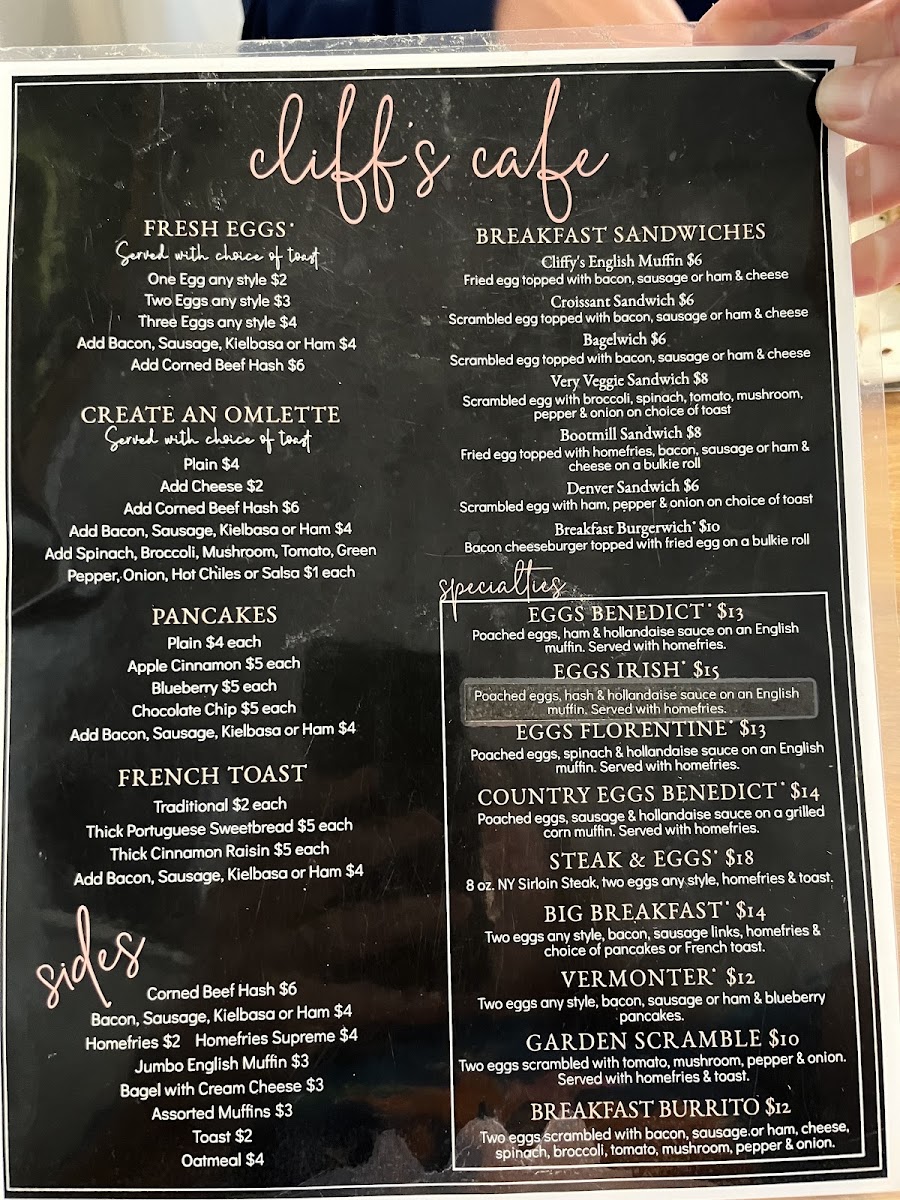 cliff's cafe
FRESH EGGS*
Served with choice of toast
One Egg any style $2
Two Eggs any style $3
Three Eggs any style $4
Add Bacon, Sausage, Kielbasa or Ham $4
Add Corned Beef Hash $6
CREATE AN OMLETTE
Served with choice of toast
Plain $4
Add Cheese $2
Add Corned Beef Hash $6
Add Bacon, Sausage, Kielbasa or Ham $4
Add Spinach, Broccoli, Mushroom, Tomato, Green
Pepper, Onion, Hot Chiles or Salsa $1 each
PANCAKES
Plain $4 each
Apple Cinnamon $5 each
Blueberry $5 each
Chocolate Chip $5 each
Add Bacon, Sausage, Kielbasa or Ham $4
FRENCH TOAST
Traditional $2 each
Thick Portuguese Sweetbread $5 each
Thick Cinnamon Raisin $5 each
Add Bacon, Sausage, Kielbasa or Ham $4
sides
Corned Beef Hash $6
Bacon, Sausage, Kielbasa or Ham $4
Homefries $2 Homefries Supreme $4
Jumbo English Muffin $3
Bagel with Cream Cheese $3
Assorted Muffins $3
Toast $2
Oatmeal $4
BREAKFAST SANDWICHES
Cliffy's English Muffin $6
Fried egg topped with bacon, sausage or ham & cheese
Croissant Sandwich $6
Scrambled egg topped with bacon, sausage or ham & cheese
Bagelwich $6
Scrambled egg topped with bacon, sausage or ham & cheese
Very Veggie Sandwich $8
Scrambled egg with broccoli, spinach, tomato, mushroom,
pepper & onion on choice of toast
Bootmill Sandwich $8
Fried egg topped with homefries, bacon, sausage or ham &
cheese on a bulkie roll
Denver Sandwich $6
Scrambled egg with ham, pepper & onion on choice of toast
Breakfast Burgerwich* $10
Bacon cheeseburger topped with fried egg on a bulkie roll
specialties
EGGS BENEDICT* $13
Poached eggs, ham & hollandaise sauce on an English
muffin. Served with homefries.
EGGS IRISH* $15
Poached eggs, hash & hollandaise sauce on an English
muffin. Served with homefries.
EGGS FLORENTINE* $13
Poached eggs, spinach & hollandaise sauce on an English
muffin. Served with homefries.
COUNTRY EGGS BENEDICT* $14
Poached eggs, sausage & hollandaise sauce on a grilled
corn muffin. Served with homefries.
STEAK & EGGS* $18
8 oz. NY Sirloin Steak, two eggs any style, homefries & toast.
BIG BREAKFAST* $14
Two eggs any style, bacon, sausage links, homefries &
choice of pancakes or French toast.
VERMONTER* $12
Two eggs any style, bacon, sausage or ham & blueberry
pancakes.
GARDEN SCRAMBLE $10
Two eggs scrambled with tomato, mushroom, pepper & onion.
Served with homefries & toast.
BREAKFAST BURRITO $12
Two eggs scrambled with bacon, sausage or ham, cheese,
spinach, broccoli, tomato, mushroom, pepper & onion.